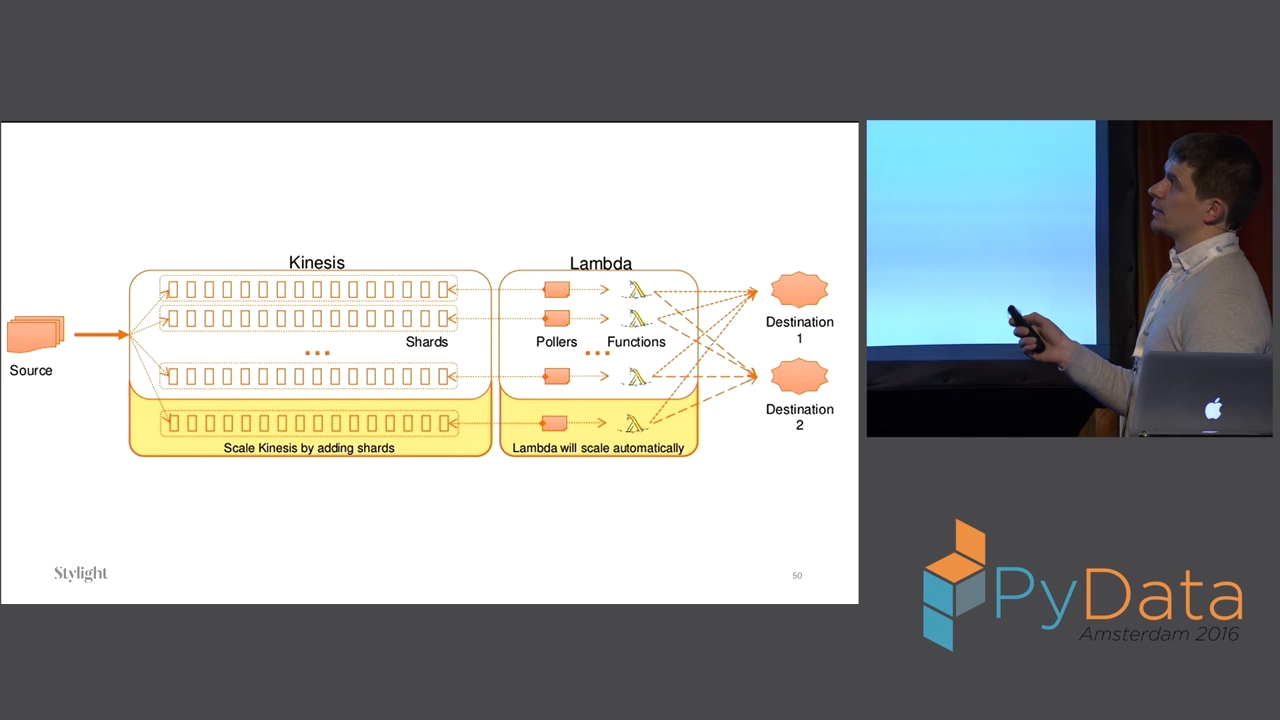 Kinesis
Lambda
Shards
Pollers
Functions
Source
Destination
1
Destination
2
Scale Kinesis by adding shards
Lambda will scale automatically
Stylight
50
PyData
Amsterdam 2016